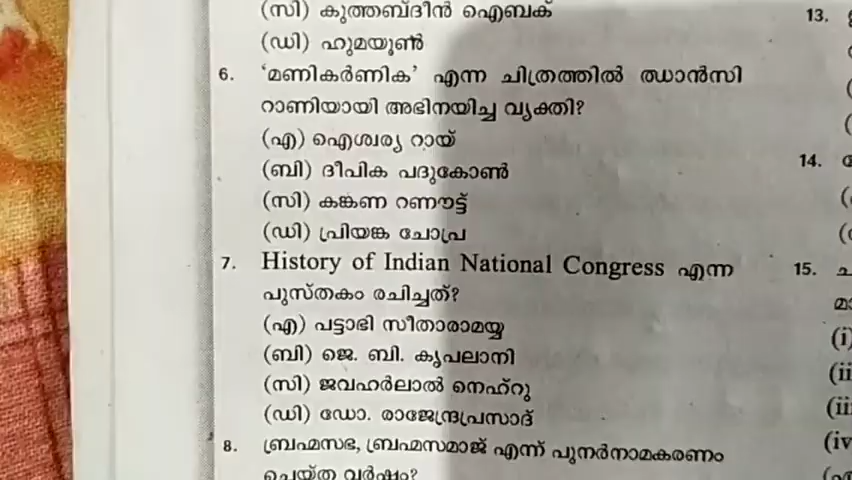 (സി) കുത്തബ്ദീൻ ഐബക്
(ഡി) ഹുമയൂൺ
6. ‘മണികർണിക’ എന്ന ചിത്രത്തിൽ ഝാൻസി
റാണിയായി അഭിനയിച്ച വ്യക്തി?
(എ) ഐശ്വര്യ റായ്
(ബി) ദീപിക പദുകോൺ
(സി) കങ്കണ റണൗട്ട്
(ഡി) പ്രിയങ്ക ചോപ്ര
7. History of Indian National Congress എന്ന
പുസ്തകം രചിച്ചത്?
(എ) പട്ടാഭി സീതാരാമയ്യ
(ബി) ജെ. ബി. കൃപലാനി
(സി) ജവഹർലാൽ നെഹ്റു
(ഡി) ഡോ. രാജേന്ദ്രപ്രസാദ്
8. ബ്രഹ്മസഭ, ബ്രഹ്മസമാജ് എന്ന് പുനർനാമകരണം
ചെയ്ത വർഷം?
13.
14.
15.
(i)
(ii
(iii
(iv